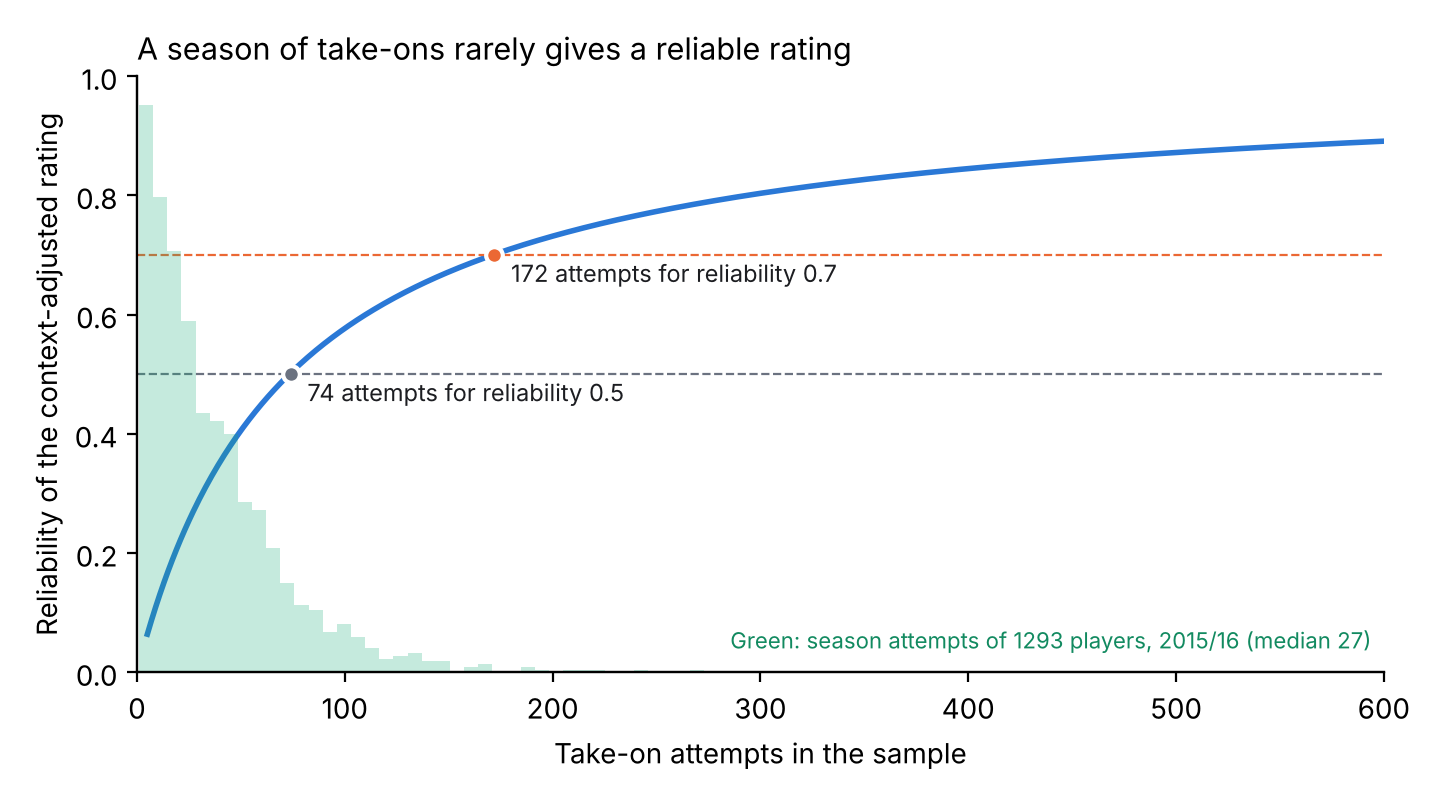 A season of take-ons rarely gives a reliable rating
Reliability of the context-adjusted rating
1.0
0.8
0.6
0.4
0.2
0.0
172 attempts for reliability 0.7
74 attempts for reliability 0.5
Green: season attempts of 1293 players, 2015/16 (median 27)
0 100 200 300 400 500 600
Take-on attempts in the sample